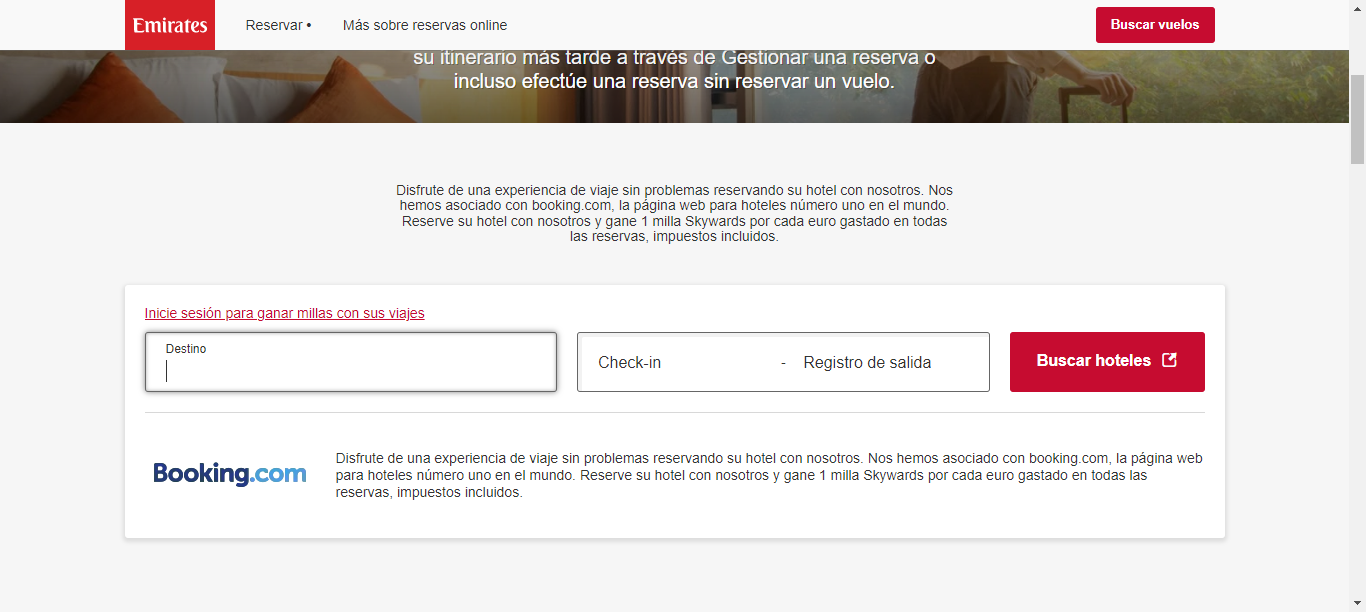 Emirates
Reservar •
Más sobre reservas online
Buscar vuelos
su itinerario más tarde a través de Gestionar una reserva o
incluso efectúe una reserva sin reservar un vuelo.
Disfrute de una experiencia de viaje sin problemas reservando su hotel con nosotros. Nos
hemos asociado con booking.com, la página web para hoteles número uno en el mundo.
Reserve su hotel con nosotros y gane 1 milla Skywards por cada euro gastado en todas
las reservas, impuestos incluidos.
Inicie sesión para ganar millas con sus viajes
Destino
Check-in - Registro de salida
Buscar hoteles
Booking.com
Disfrute de una experiencia de viaje sin problemas reservando su hotel con nosotros. Nos hemos asociado con booking.com, la página web
para hoteles número uno en el mundo. Reserve su hotel con nosotros y gane 1 milla Skywards por cada euro gastado en todas las
reservas, impuestos incluidos.